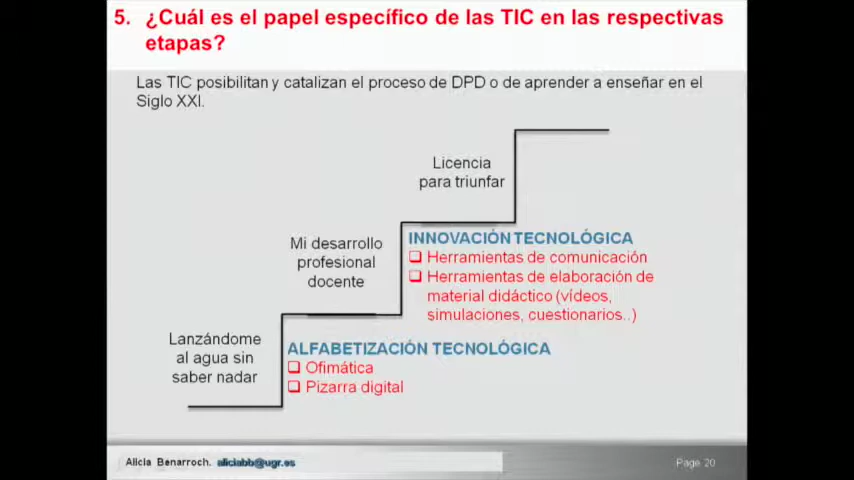 5. ¿Cuál es el papel específico de las TIC en las respectivas
etapas?
Las TIC posibilitan y catalizan el proceso de DPD o de aprender a enseñar en el
Siglo XXI.
Licencia
para triunfar
Mi desarrollo
profesional
docente
INNOVACIÓN TECNOLÓGICA
❑ Herramientas de comunicación
❑ Herramientas de elaboración de
material didáctico (vídeos,
simulaciones, cuestionarios..)
Lanzándome
al agua sin
saber nadar
ALFABETIZACIÓN TECNOLÓGICA
❑ Ofimática
❑ Pizarra digital
Alicia Benarroch. aliciabb@ugr.es
Page 20